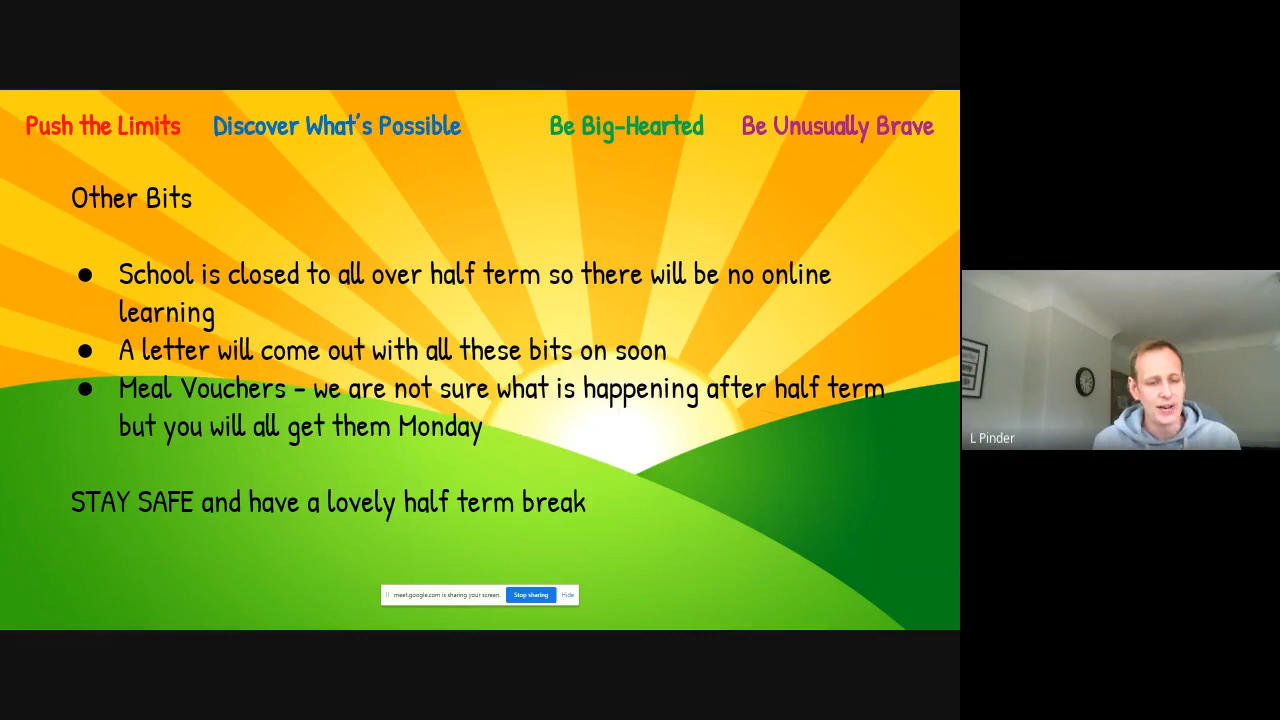 Push the Limits Discover What's Possible Be Big-Hearted Be Unusually Brave
Other Bits
● School is closed to all over half term so there will be no online
learning
● A letter will come out with all these bits on soon
● Meal Vouchers - we are not sure what is happening after half term
but you will all get them Monday
STAY SAFE and have a lovely half term break
meet.google.com is sharing your screen. Stop sharing Hide
L Pinder